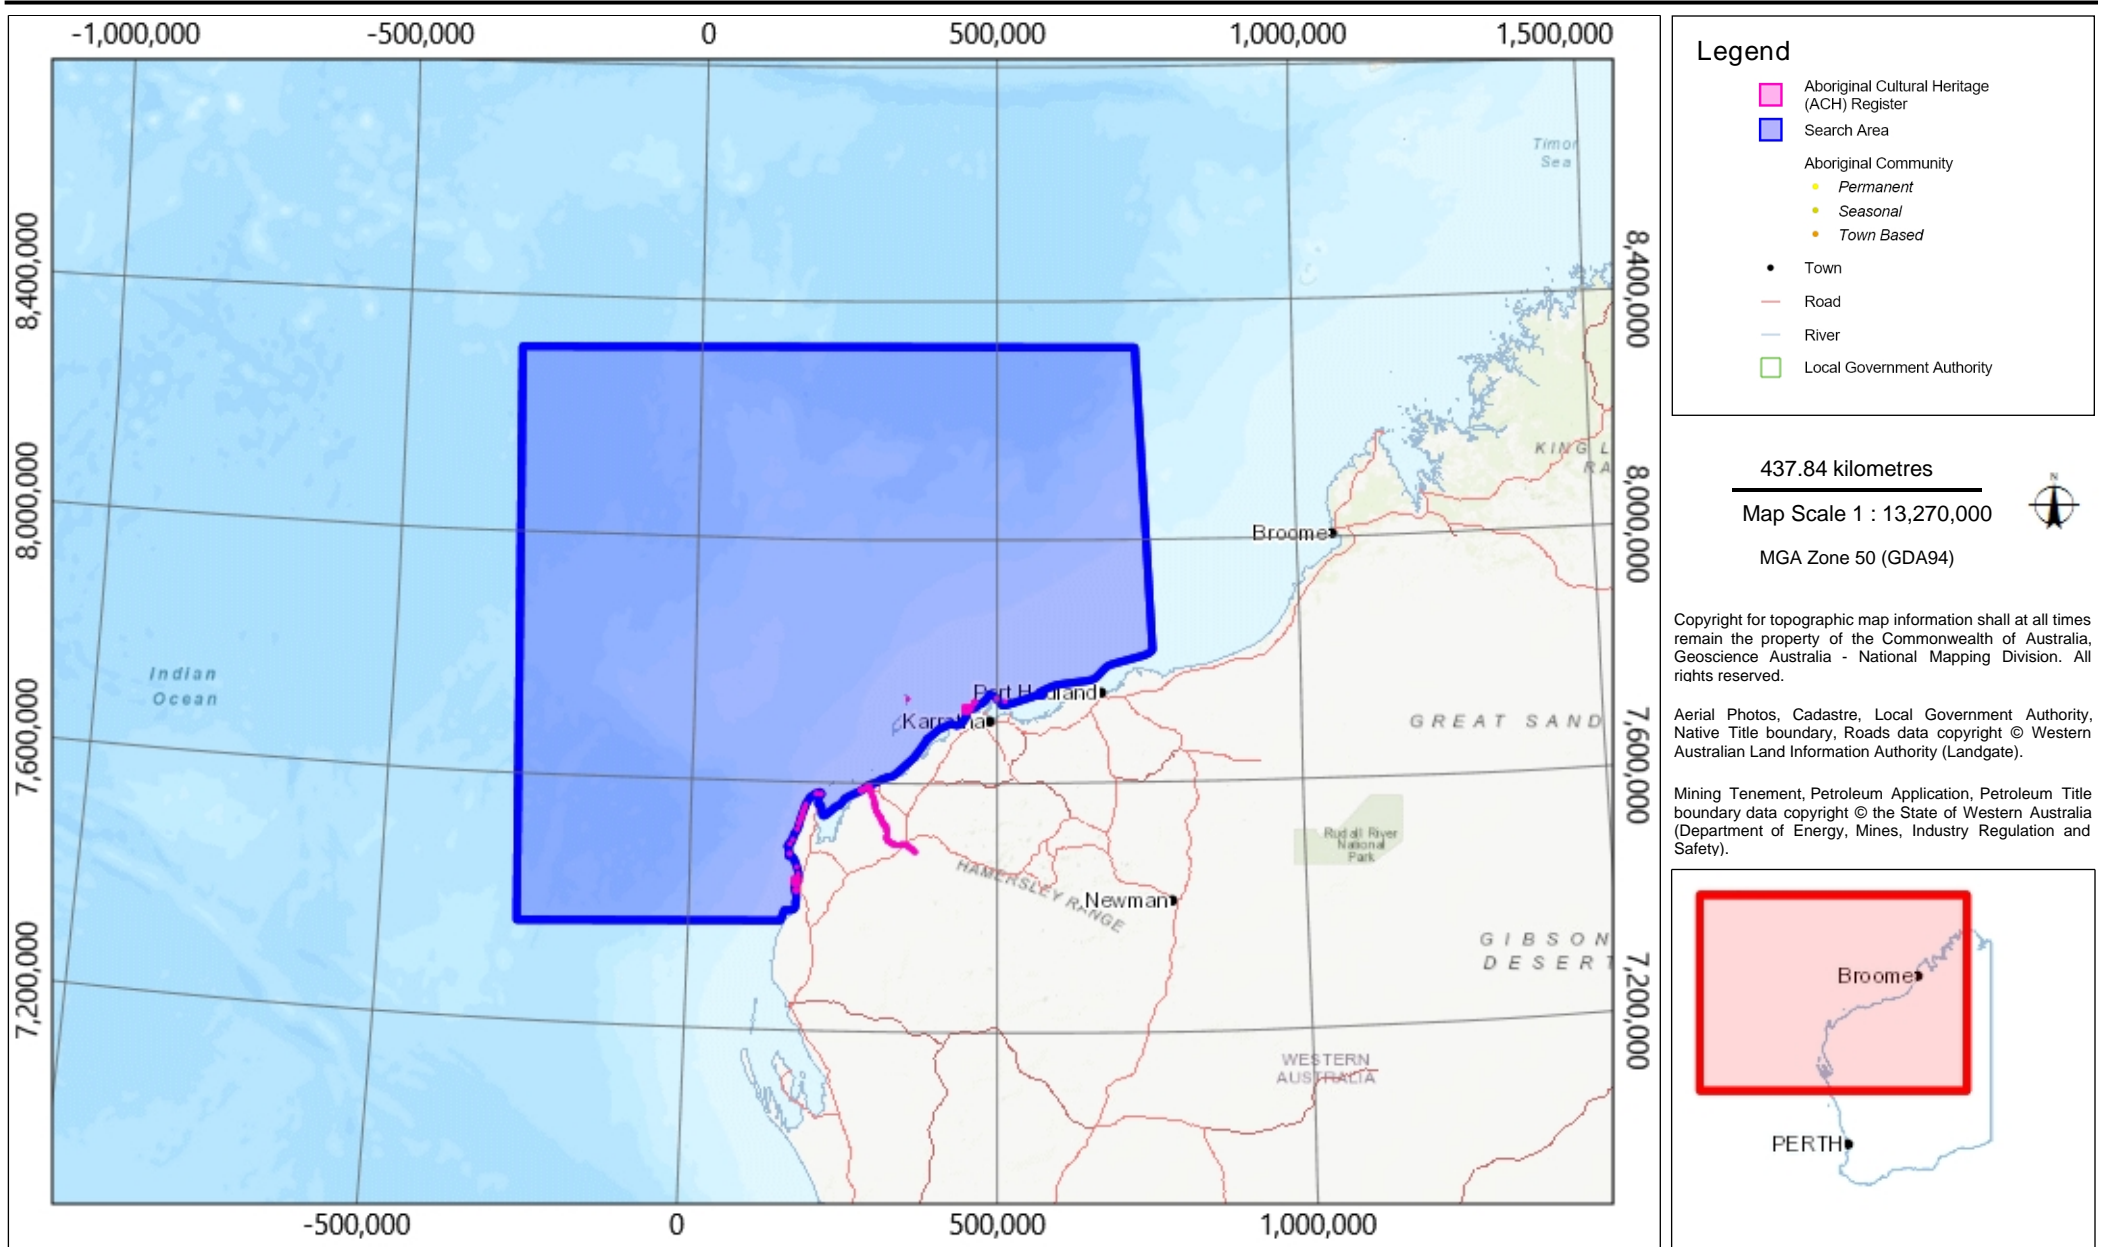 -1,000,000 -500,000 0 500,000 1,000,000 1,500,000
8,400,000
8,000,000
7,600,000
7,200,000
Timor
Sea
KING L
RA
Broome
Indian
Ocean
Port Hedland
Karratha
GREAT SAND
Rudall River
National
Park
HAMERSLEY RANGE
Newman
GIBSON
DESERT
WESTERN
AUSTRALIA
8,400,000
8,000,000
7,600,000
7,200,000
-500,000 0 500,000 1,000,000
Legend
Aboriginal Cultural Heritage
(ACH) Register
Search Area
Aboriginal Community
Permanent
Seasonal
Town Based
Town
Road
River
Local Government Authority
437.84 kilometres
Map Scale 1 : 13,270,000
MGA Zone 50 (GDA94)
N
Copyright for topographic map information shall at all times
remain the property of the Commonwealth of Australia,
Geoscience Australia - National Mapping Division. All
rights reserved.
Aerial Photos, Cadastre, Local Government Authority,
Native Title boundary, Roads data copyright © Western
Australian Land Information Authority (Landgate).
Mining Tenement, Petroleum Application, Petroleum Title
boundary data copyright © the State of Western Australia
(Department of Energy, Mines, Industry Regulation and
Safety).
Broome
PERTH